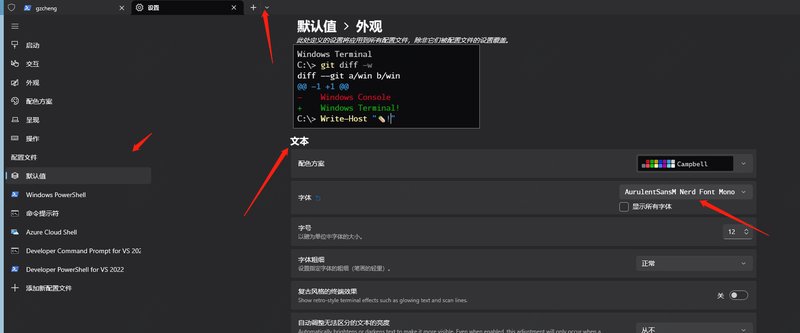 gzcheng
设置
启动
交互
外观
配色方案
呈现
操作
配置文件
默认值
Windows PowerShell
命令提示符
Azure Cloud Shell
Developer Command Prompt for VS 202
Developer PowerShell for VS 2022
添加新配置文件
默认值 > 外观
此处定义的设置将应用到所有配置文件，除非它们被配置文件的设置覆盖。
Windows Terminal
C:\> git diff -w
diff --git a/win b/win
@@ -1 +1 @@
- Windows Console
+ Windows Terminal!
C:\> Write-Host "🌯!"
文本
配色方案
Campbell
字体
AurulentSansM Nerd Font Mono
显示所有字体
字号
以磅为单位半字体的大小。
12
字体粗细
设置指定字体的粗细（笔画的轻重）。
正常
复古风格的终端效果
Show retro-style terminal effects such as glowing text and scan lines.
关
自动调整无法区分的文本的亮度
Automatically brightens or darkens text to make it more visible. Even when enabled, this adjustment will only occur when a
从不